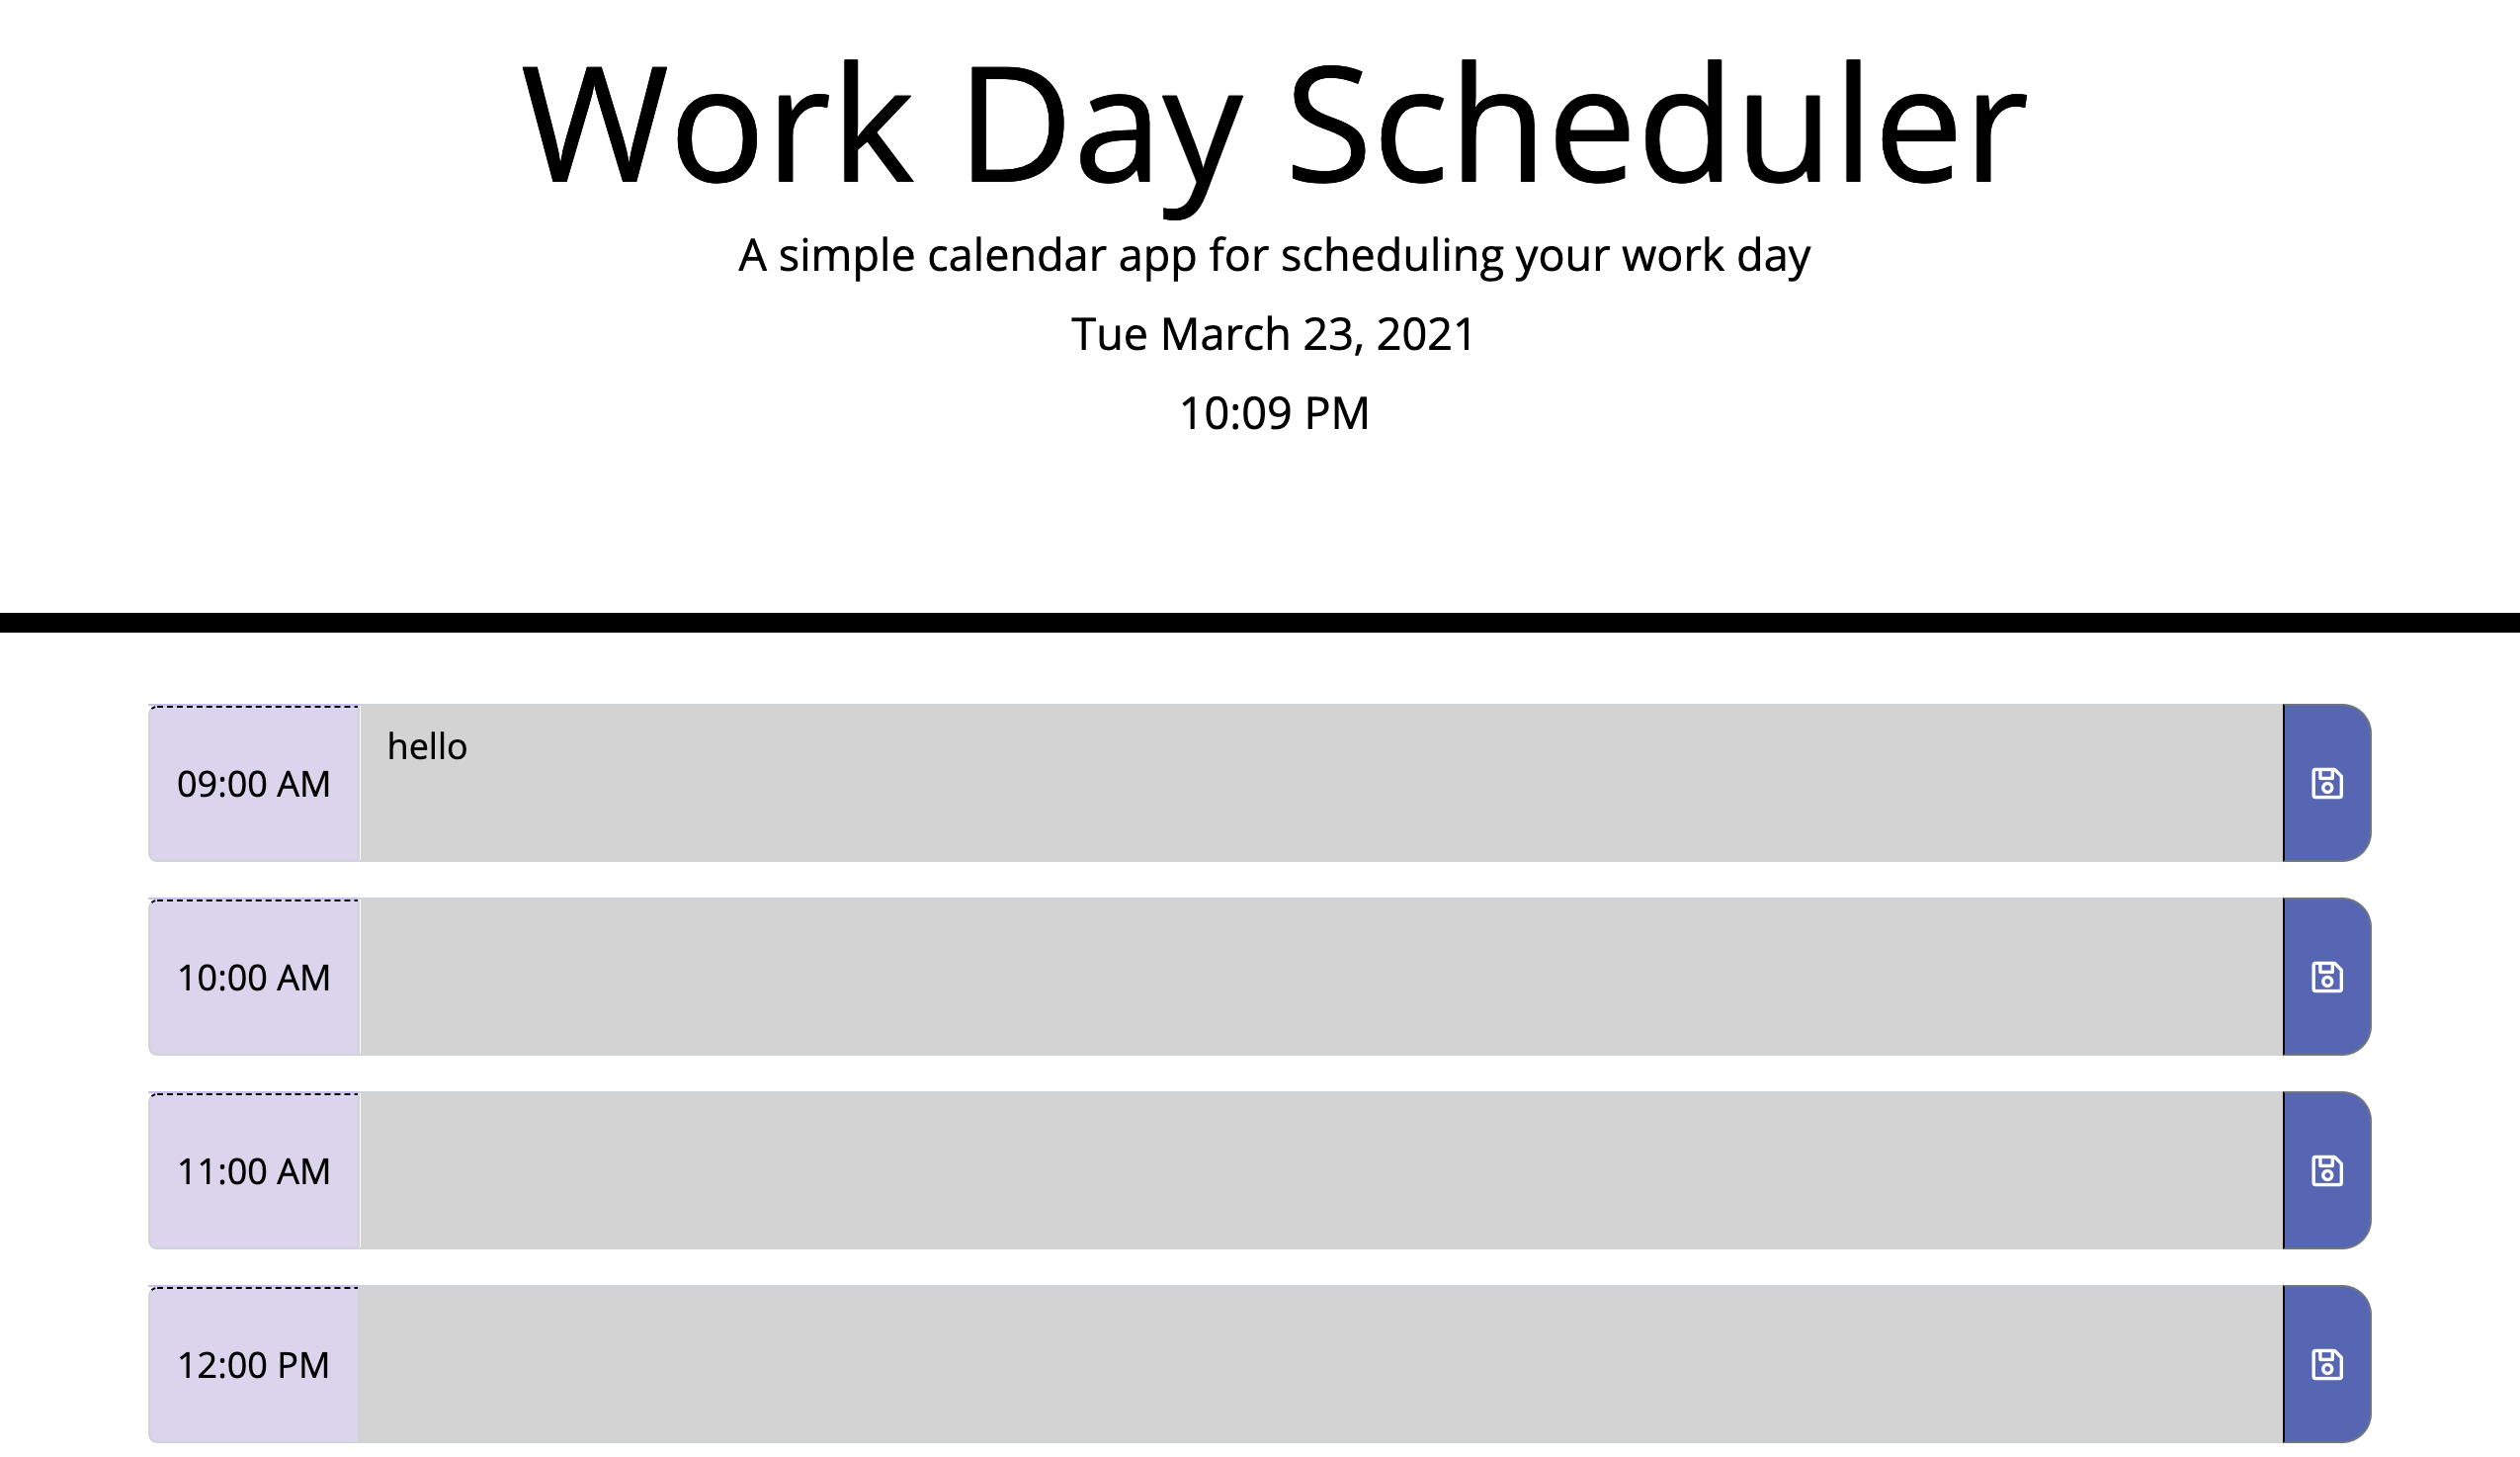 Work Day Scheduler
A simple calendar app for scheduling your work day
Tue March 23, 2021
10:09 PM
hello
09:00 AM
10:00 AM
11:00 AM
12:00 PM